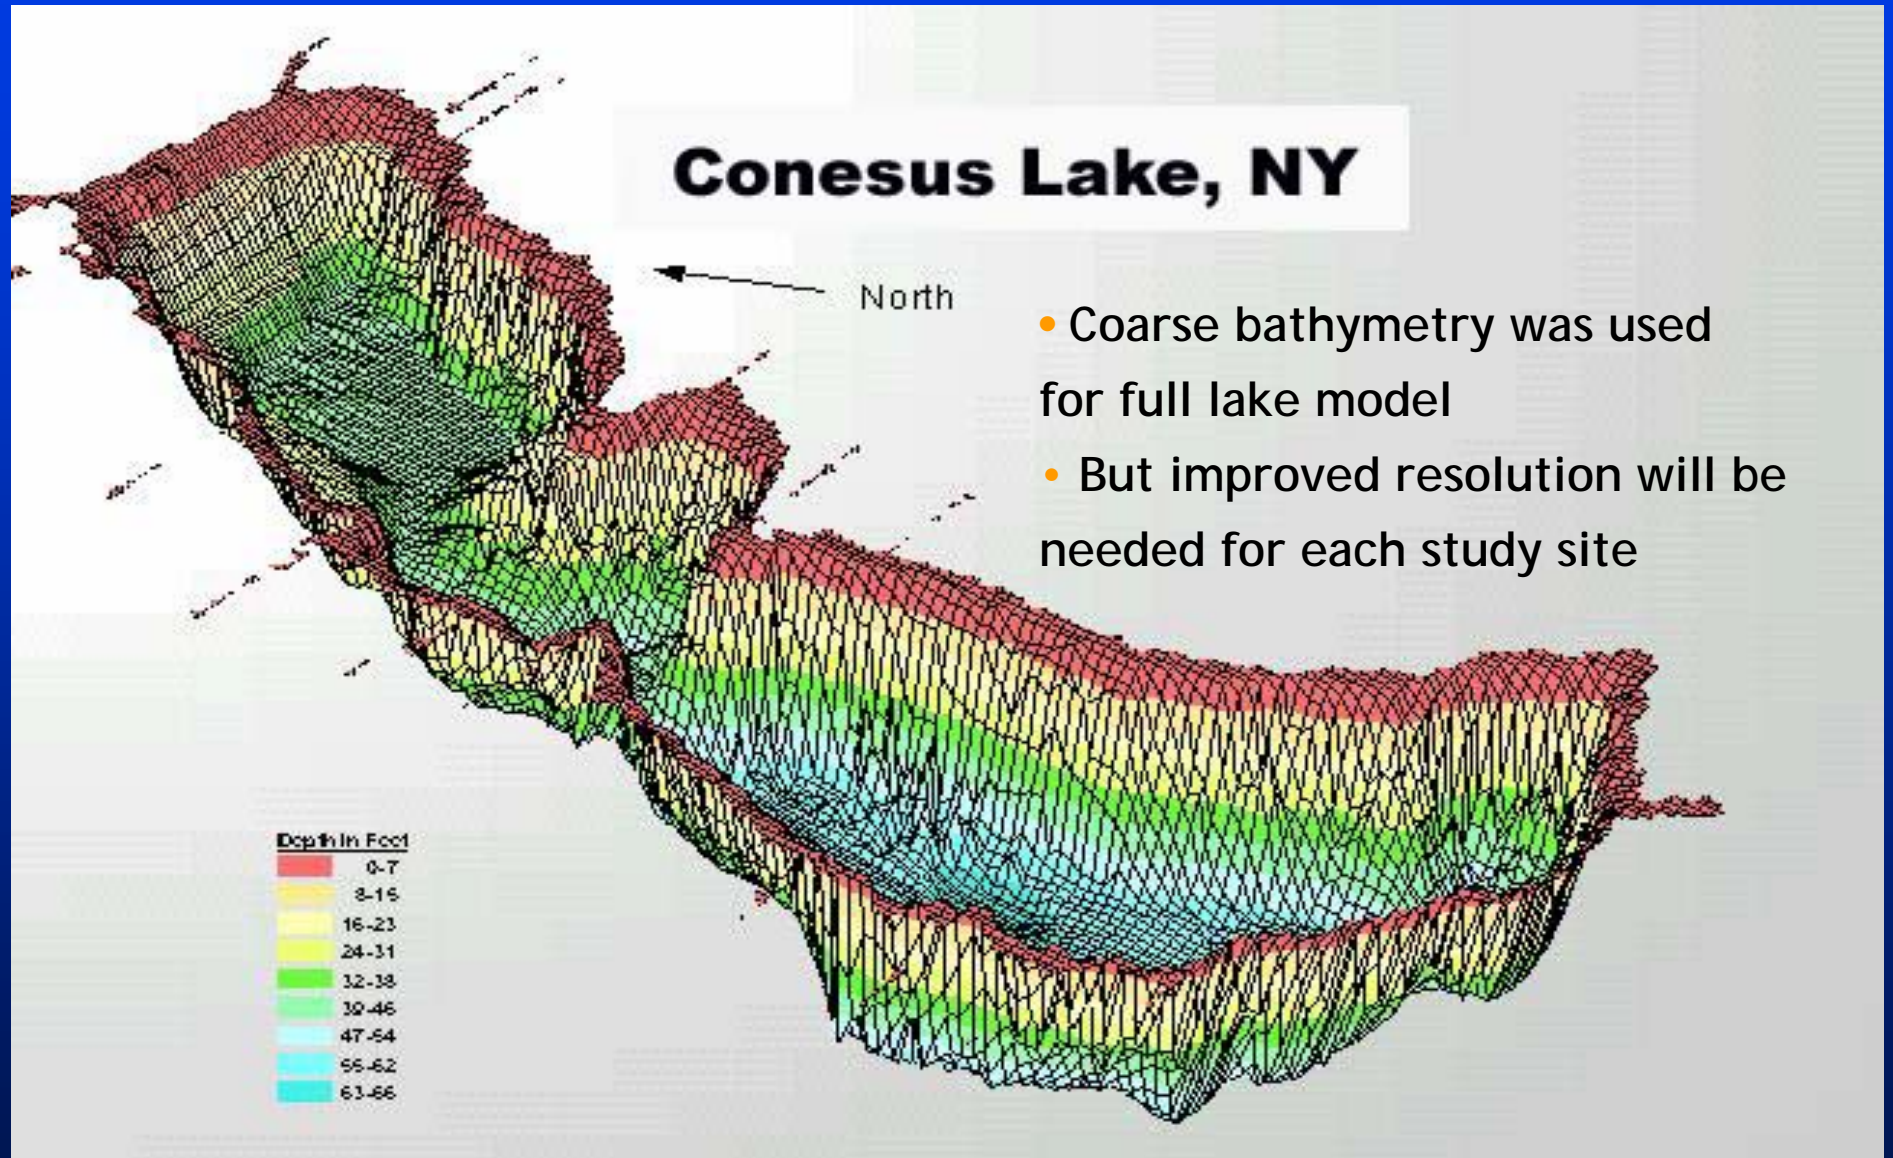 Conesus Lake, NY
North
• Coarse bathymetry was used
for full lake model
• But improved resolution will be
needed for each study site
Depth In Feet
0-7
8-15
16-23
24-31
32-38
39-46
47-54
55-62
63-66